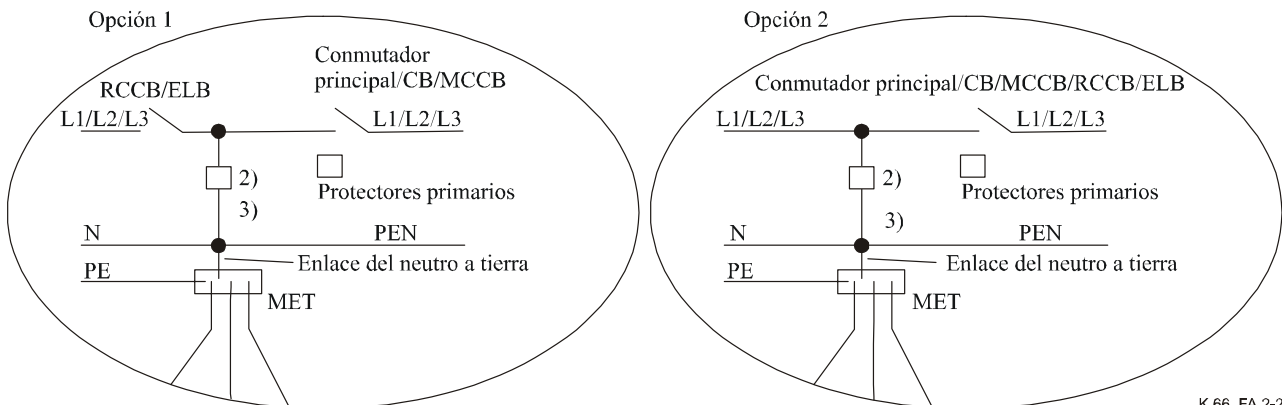 Opción 1
Conmutador
principal/CB/MCCB
RCCB/ELB
L1/L2/L3
L1/L2/L3
2)
Protectores primarios
3)
N
PEN
Enlace del neutro a tierra
PE
MET
Opción 2
Conmutador principal/CB/MCCB/RCCB/ELB
L1/L2/L3
L1/L2/L3
2)
Protectores primarios
3)
N
PEN
Enlace del neutro a tierra
PE
MET